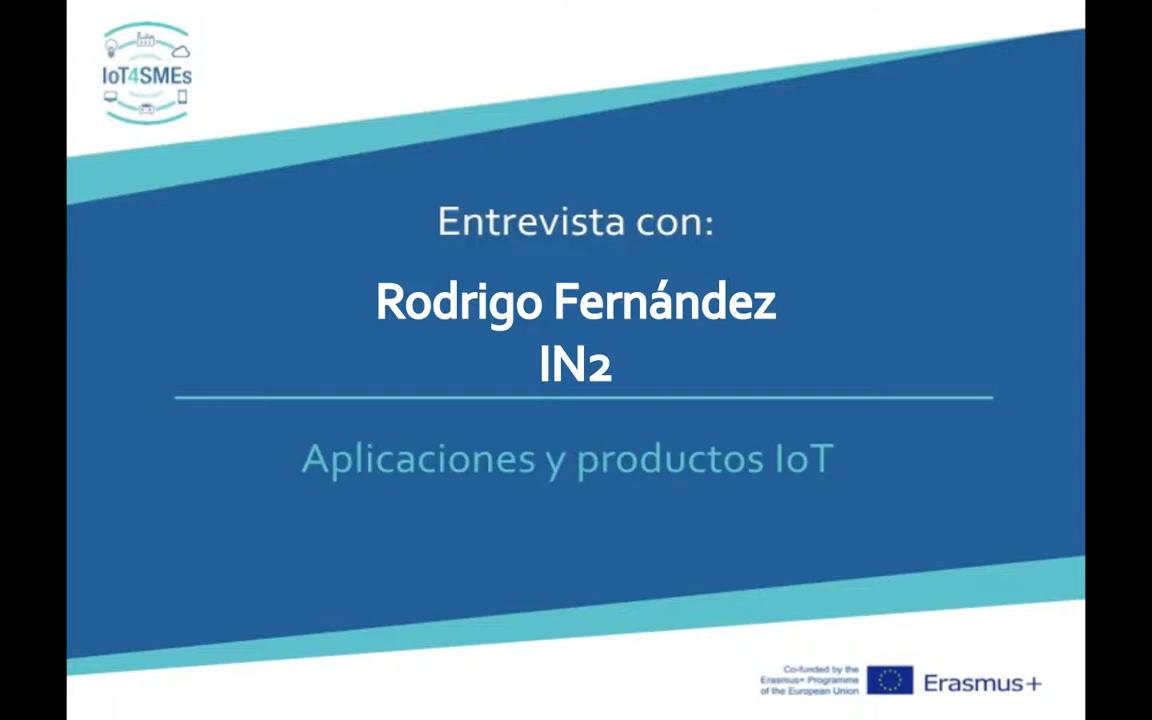 IoT4SMEs
Entrevista con:
Rodrigo Fernández
IN2
Aplicaciones y productos IoT
Co-funded by the
Erasmus+ Programme
of the European Union
Erasmus+